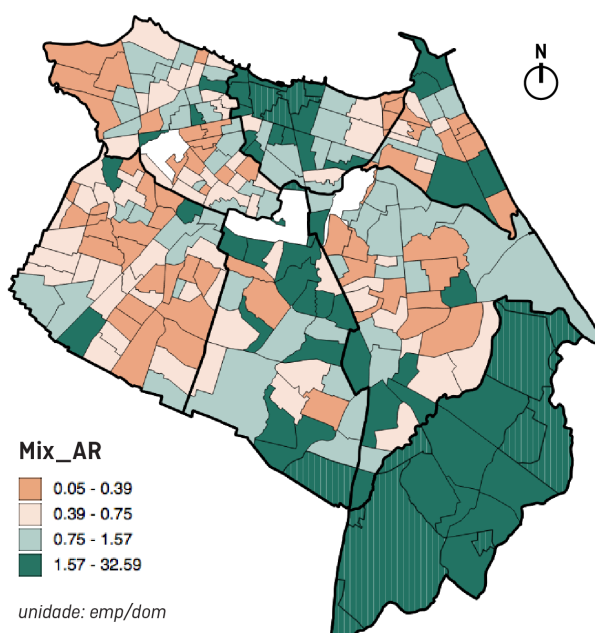 N
Mix_AR
0.05 - 0.39
0.39 - 0.75
0.75 - 1.57
1.57 - 32.59
unidade: emp/dom